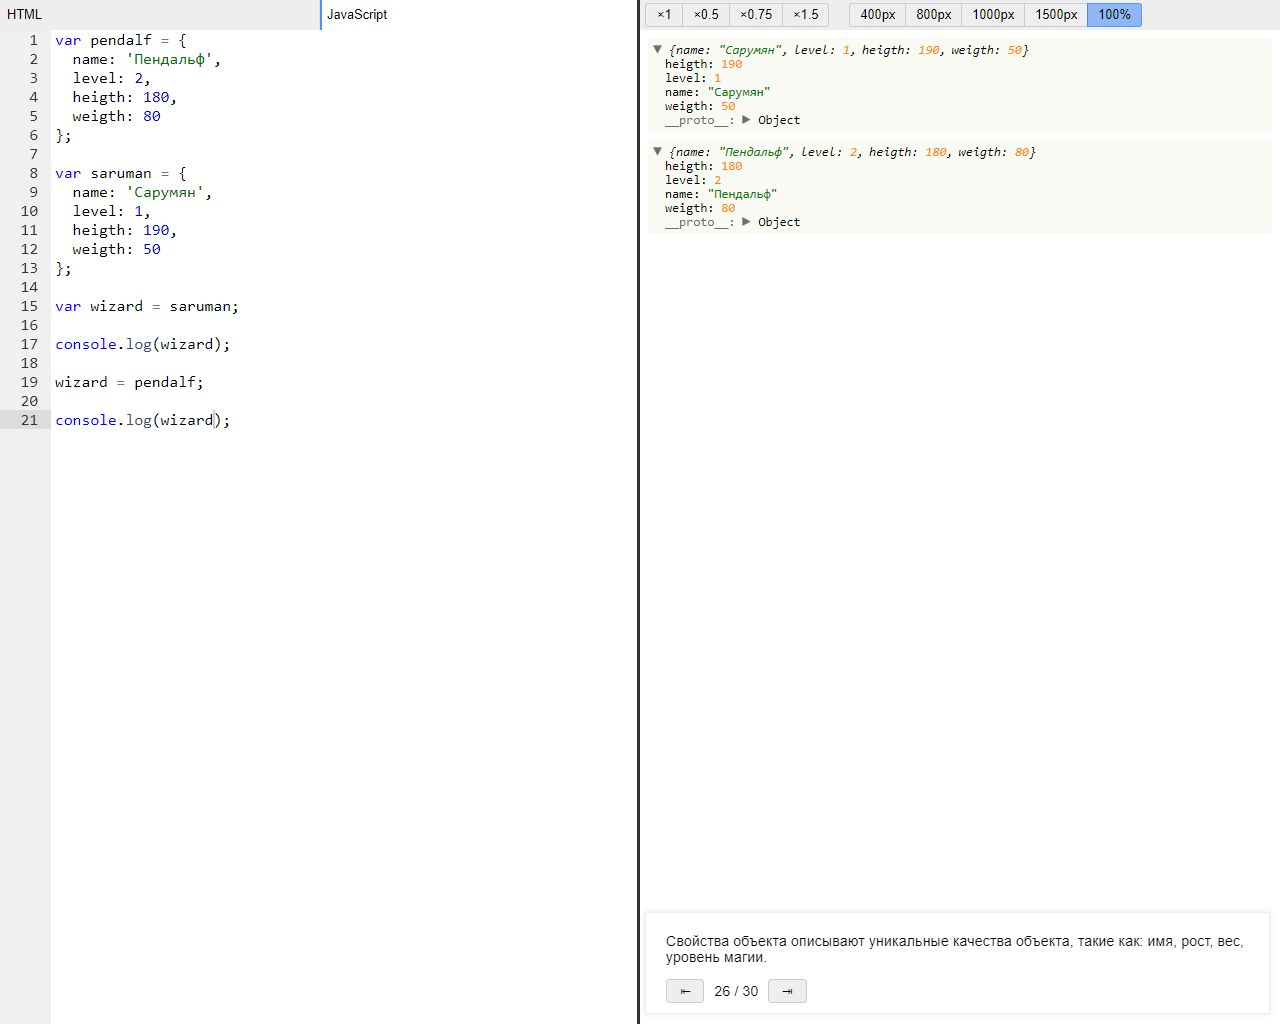 HTML
JavaScript
×1 ×0.5 ×0.75 ×1.5 400px 800px 1000px 1500px 100%
1 var pendalf = {
2 name: 'Пендальф',
3 level: 2,
4 heigth: 180,
5 weigth: 80
6 };
7
8 var saruman = {
9 name: 'Сарумян',
10 level: 1,
11 heigth: 190,
12 weigth: 50
13 };
14
15 var wizard = saruman;
16
17 console.log(wizard);
18
19 wizard = pendalf;
20
21 console.log(wizard);
▼ {name: "Сарумян", level: 1, heigth: 190, weigth: 50}
heigth: 190
level: 1
name: "Сарумян"
weigth: 50
__proto__: ▶ Object
▼ {name: "Пендальф", level: 2, heigth: 180, weigth: 80}
heigth: 180
level: 2
name: "Пендальф"
weigth: 80
__proto__: ▶ Object
Свойства объекта описывают уникальные качества объекта, такие как: имя, рост, вес,
уровень магии.
⇤ 26 / 30 ⇥